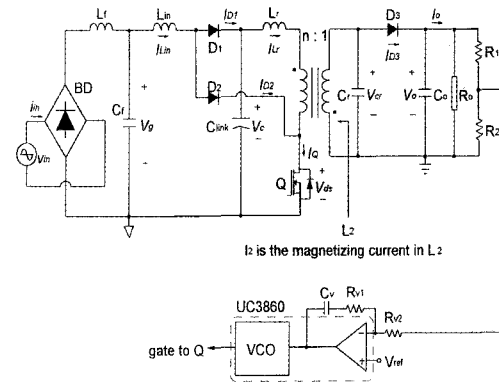 Lf
Lin
ID1
Lr
n : 1
D3
Io
ILin
D1
ILr
ID3
R1
BD
D2
ID2
iin
Cf
Vg
Clink
Vc
Cr
Vcr
Vo
Co
Ro
R2
Vin
IQ
Q
Vds
L2
I2 is the magnetizing current in L2
Cv
Rv1
UC3860
Rv2
gate to Q
VCO
Vref